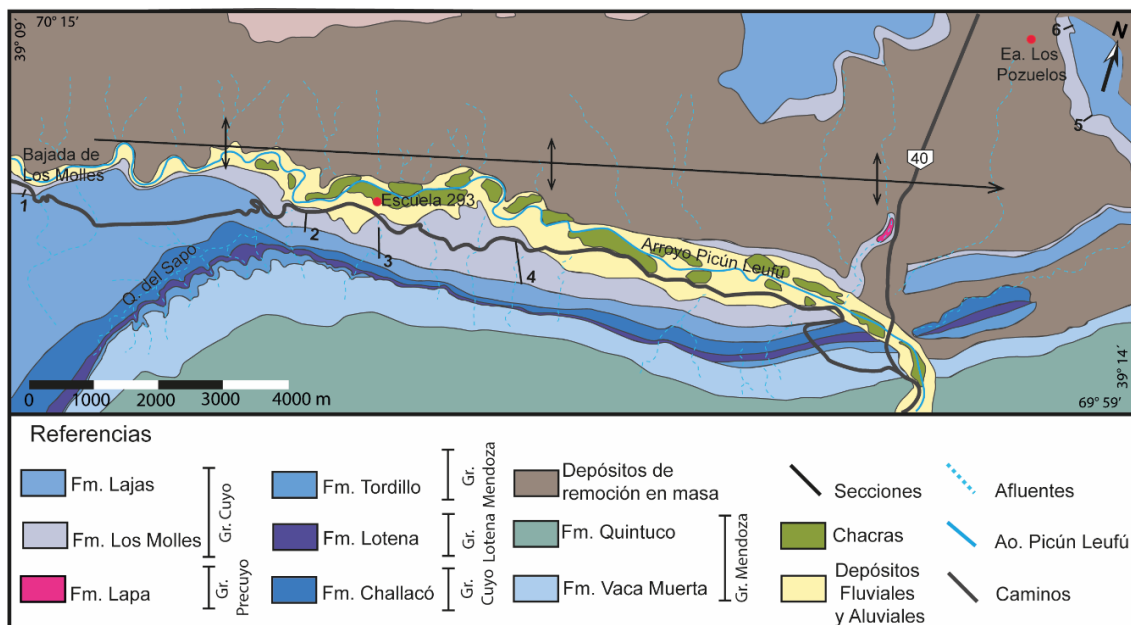 70° 15´
39° 09´
6
N
Ea. Los
Pozuelos
5
Bajada de
Los Molles
40
1
Escuela 293
2
3
4
Arroyo Picún Leufú
Q. del Sapo
0 1000 2000 3000 4000 m
39° 14´
69° 59´
Referencias
Fm. Lajas
Fm. Los Molles
Gr. Cuyo
Fm. Lapa
Gr.
Precuyo
Fm. Tordillo
Gr.
Mendoza
Fm. Lotena
Gr.
Lotena
Fm. Challacó
Gr.
Cuyo
Depósitos de
remoción en masa
Fm. Quintuco
Fm. Vaca Muerta
Gr. Mendoza
Secciones
Chacras
Depósitos
Fluviales
y Aluviales
Afluentes
Ao. Picún Leufú
Caminos